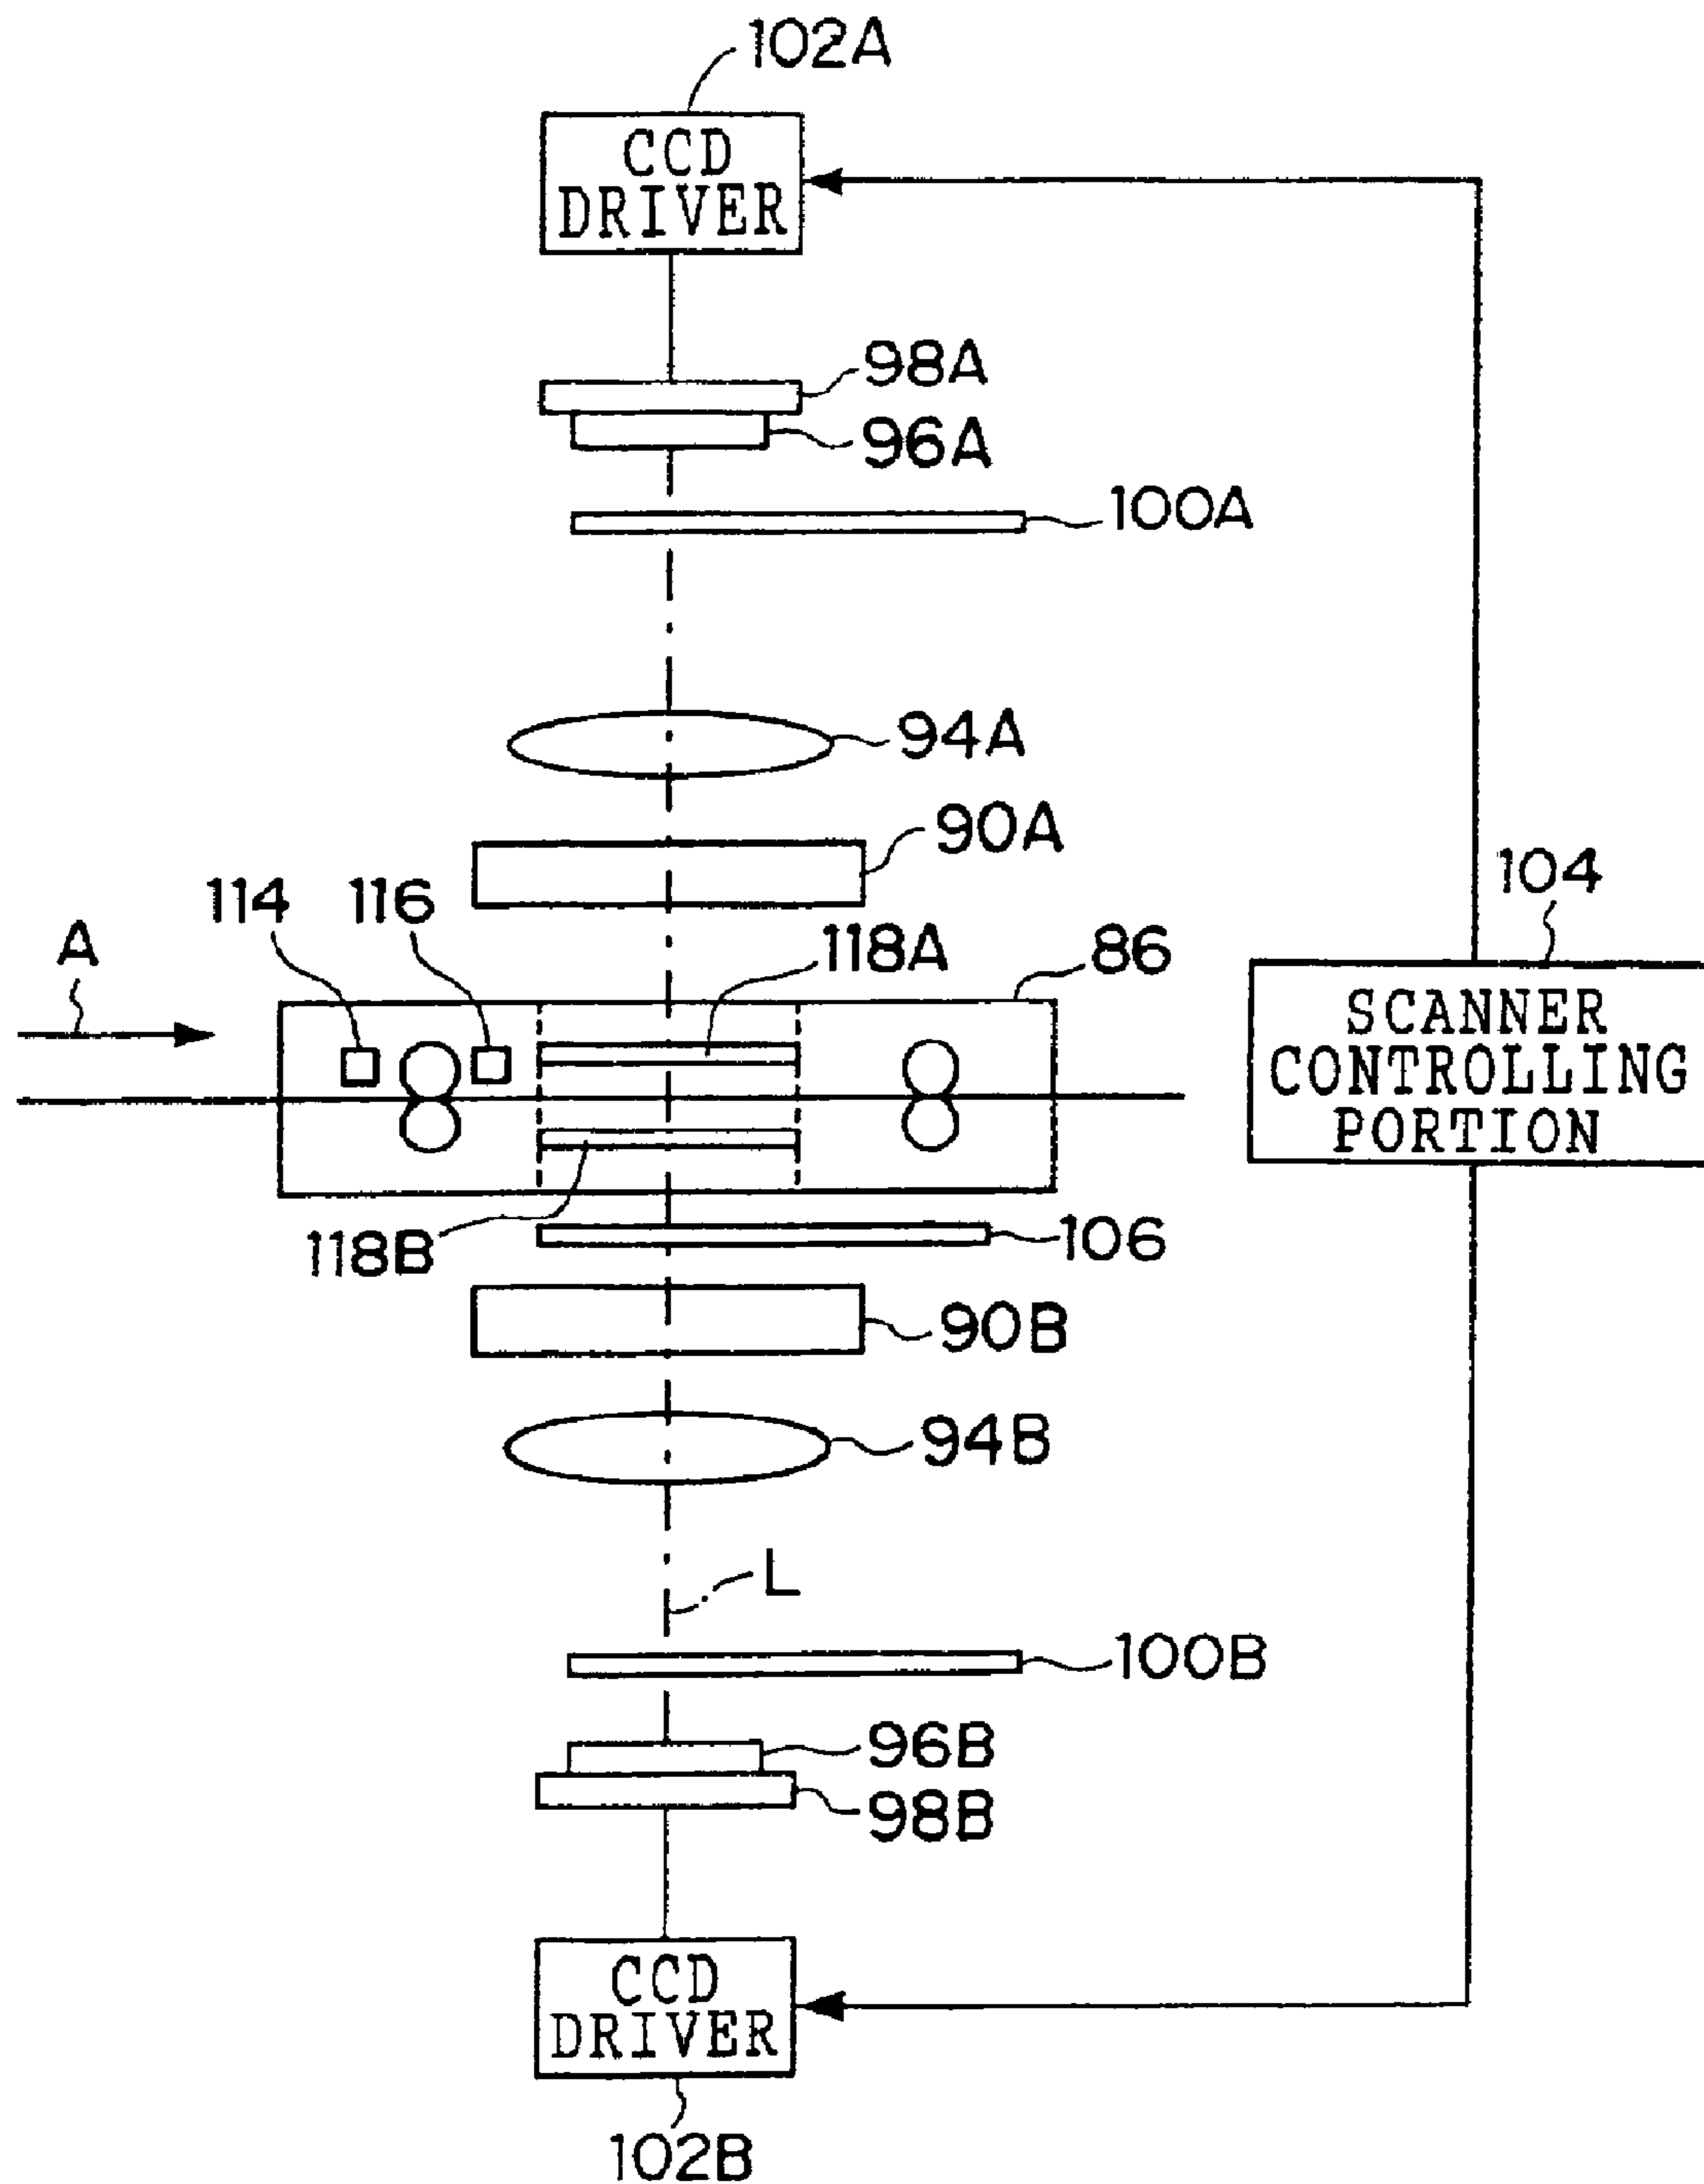 102A
CCD
DRIVER
98A
96A
100A
94A
90A
114
116
104
A
118A
86
SCANNER
CONTROLLING
PORTION
118B
106
90B
94B
L
100B
96B
98B
CCD
DRIVER
102B